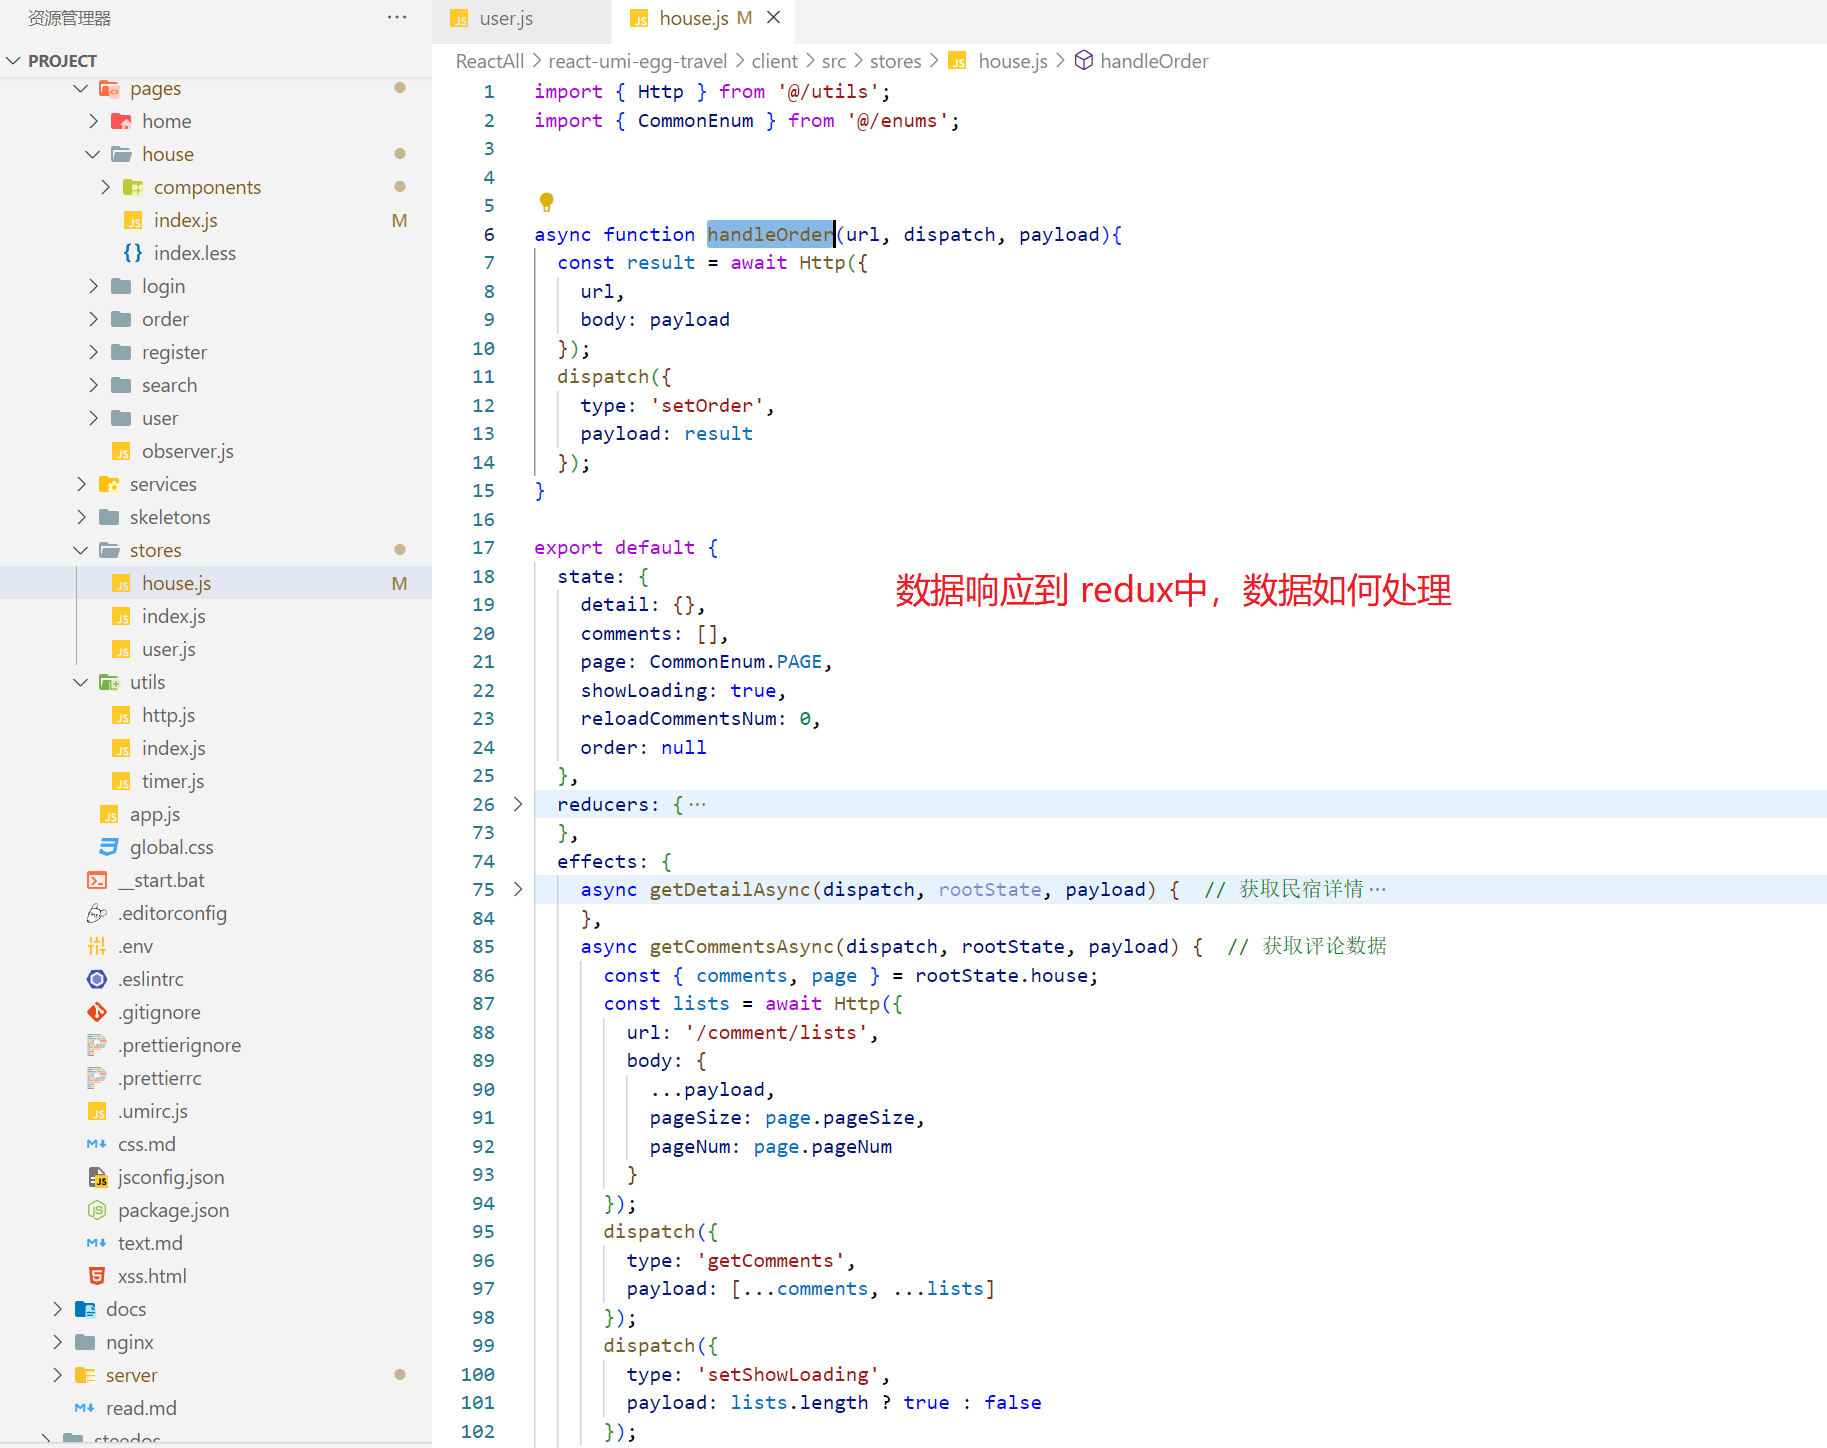 资源管理器 ···
PROJECT
pages
home
house
components
index.js M
index.less
login
order
register
search
user
observer.js
services
skeletons
stores
house.js M
index.js
user.js
utils
http.js
index.js
timer.js
app.js
global.css
__start.bat
.editorconfig
.env
.eslintrc
.gitignore
.prettierignore
.prettierrc
.umirc.js
css.md
jsconfig.json
package.json
text.md
xss.html
docs
nginx
server
read.md
steedos
user.js house.js M
ReactAll > react-umi-egg-travel > client > src > stores > house.js > handleOrder
1 import { Http } from '@/utils';
2 import { CommonEnum } from '@/enums';
3
4
5
6 async function handleOrder(url, dispatch, payload){
7 const result = await Http({
8 url,
9 body: payload
10 });
11 dispatch({
12 type: 'setOrder',
13 payload: result
14 });
15 }
16
17 export default {
18 state: {
19 detail: {},
20 comments: [],
21 page: CommonEnum.PAGE,
22 showLoading: true,
23 reloadCommentsNum: 0,
24 order: null
25 },
26 reducers: {···
73 },
74 effects: {
75 async getDetailAsync(dispatch, rootState, payload) { // 获取民宿详情···
84 },
85 async getCommentsAsync(dispatch, rootState, payload) { // 获取评论数据
86 const { comments, page } = rootState.house;
87 const lists = await Http({
88 url: '/comment/lists',
89 body: {
90 ...payload,
91 pageSize: page.pageSize,
92 pageNum: page.pageNum
93 }
94 });
95 dispatch({
96 type: 'getComments',
97 payload: [...comments, ...lists]
98 });
99 dispatch({
100 type: 'setShowLoading',
101 payload: lists.length ? true : false
102 });
数据响应到 redux中，数据如何处理